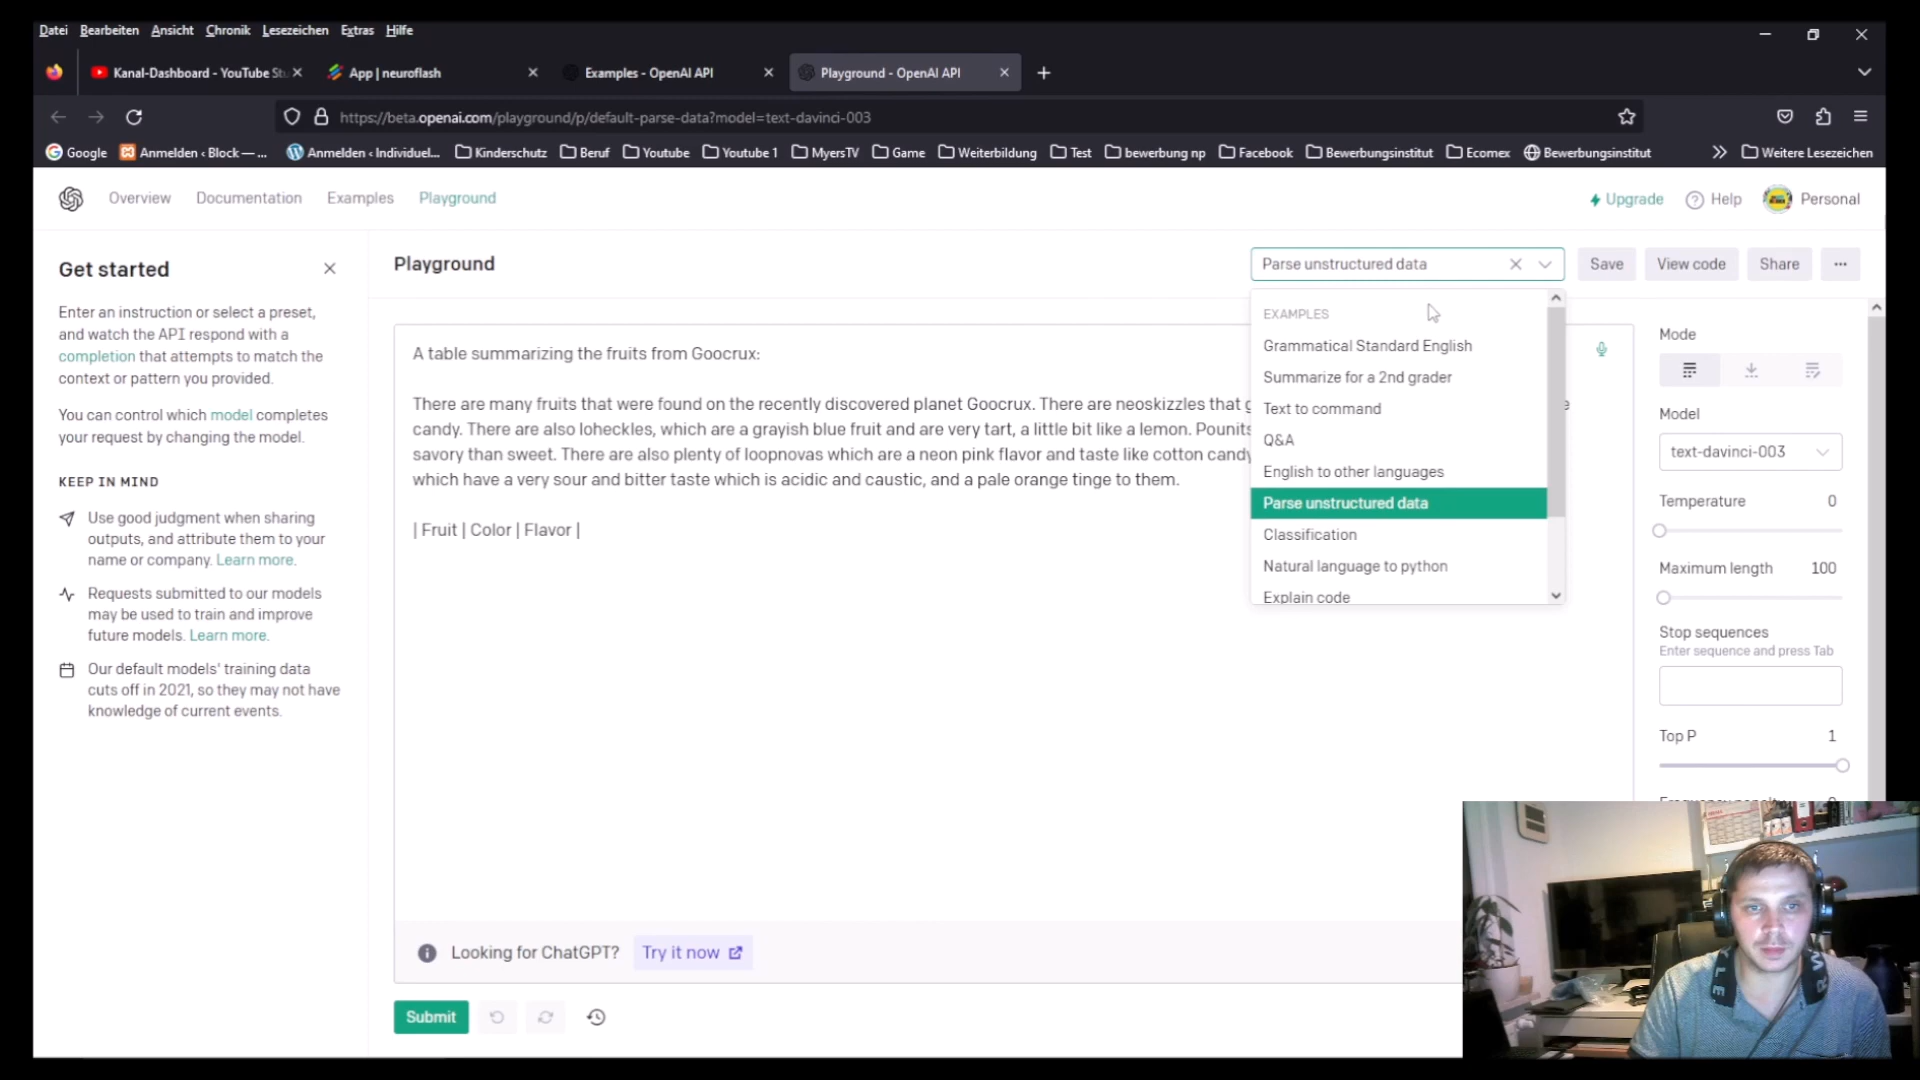 Datei Bearbeiten Ansicht Chronik Lesezeichen Extras Hilfe
Kanal-Dashboard - YouTube Stu
App | neuroflash
Examples - OpenAI API
Playground - OpenAI API
https://beta.openai.com/playground/p/default-parse-data?model=text-davinci-003
Google Anmelden ‹ Block — ... Anmelden ‹ Individuel... Kinderschutz Beruf Youtube Youtube 1 MyersTV Game Weiterbildung Test bewerbung np Facebook Bewerbungsinstitut Ecomex Bewerbungsinstitut Weitere Lesezeichen
Overview Documentation Examples Playground
Upgrade Help Personal
Get started
Enter an instruction or select a preset,
and watch the API respond with a
completion that attempts to match the
context or pattern you provided.
You can control which model completes
your request by changing the model.
KEEP IN MIND
Use good judgment when sharing
outputs, and attribute them to your
name or company. Learn more.
Requests submitted to our models
may be used to train and improve
future models. Learn more.
Our default models' training data
cuts off in 2021, so they may not have
knowledge of current events.
Playground
Parse unstructured data
Save View code Share ...
A table summarizing the fruits from Goocrux:
There are many fruits that were found on the recently discovered planet Goocrux. There are neoskizzles that
candy. There are also loheckles, which are a grayish blue fruit and are very tart, a little bit like a lemon. Pounits
savory than sweet. There are also plenty of loopnovas which are a neon pink flavor and taste like cotton candy
which have a very sour and bitter taste which is acidic and caustic, and a pale orange tinge to them.
| Fruit | Color | Flavor |
EXAMPLES
Grammatical Standard English
Summarize for a 2nd grader
Text to command
Q&A
English to other languages
Parse unstructured data
Classification
Natural language to python
Explain code
Mode
Model
text-davinci-003
Temperature 0
Maximum length 100
Stop sequences
Enter sequence and press Tab
Top P 1
Looking for ChatGPT? Try it now
Submit